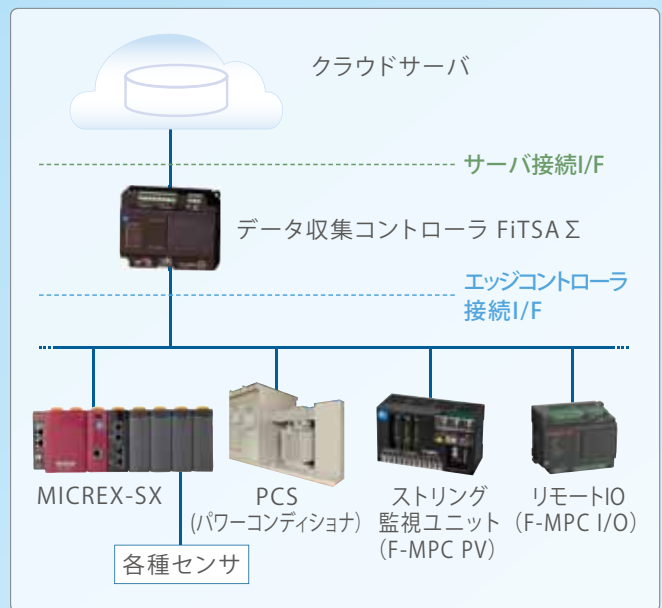 クラウドサーバ
サーバ接続I/F
データ収集コントローラ FiTSAΣ
エッジコントローラ
接続I/F
MICREX-SX
PCS
(パワーコンディショナ)
ストリング
監視ユニット
(F-MPC PV)
リモートIO
(F-MPC I/O)
各種センサ